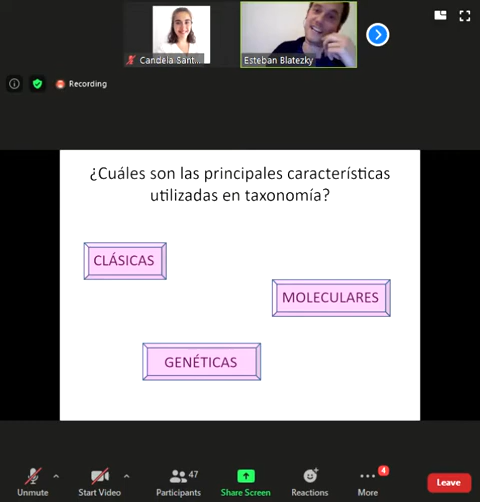 Candela Sant...
Esteban Blatezky
Recording
¿Cuáles son las principales características
utilizadas en taxonomía?
CLÁSICAS
MOLECULARES
GENÉTICAS
47
4
Unmute
Start Video
Participants
Share Screen
Reactions
More
Leave